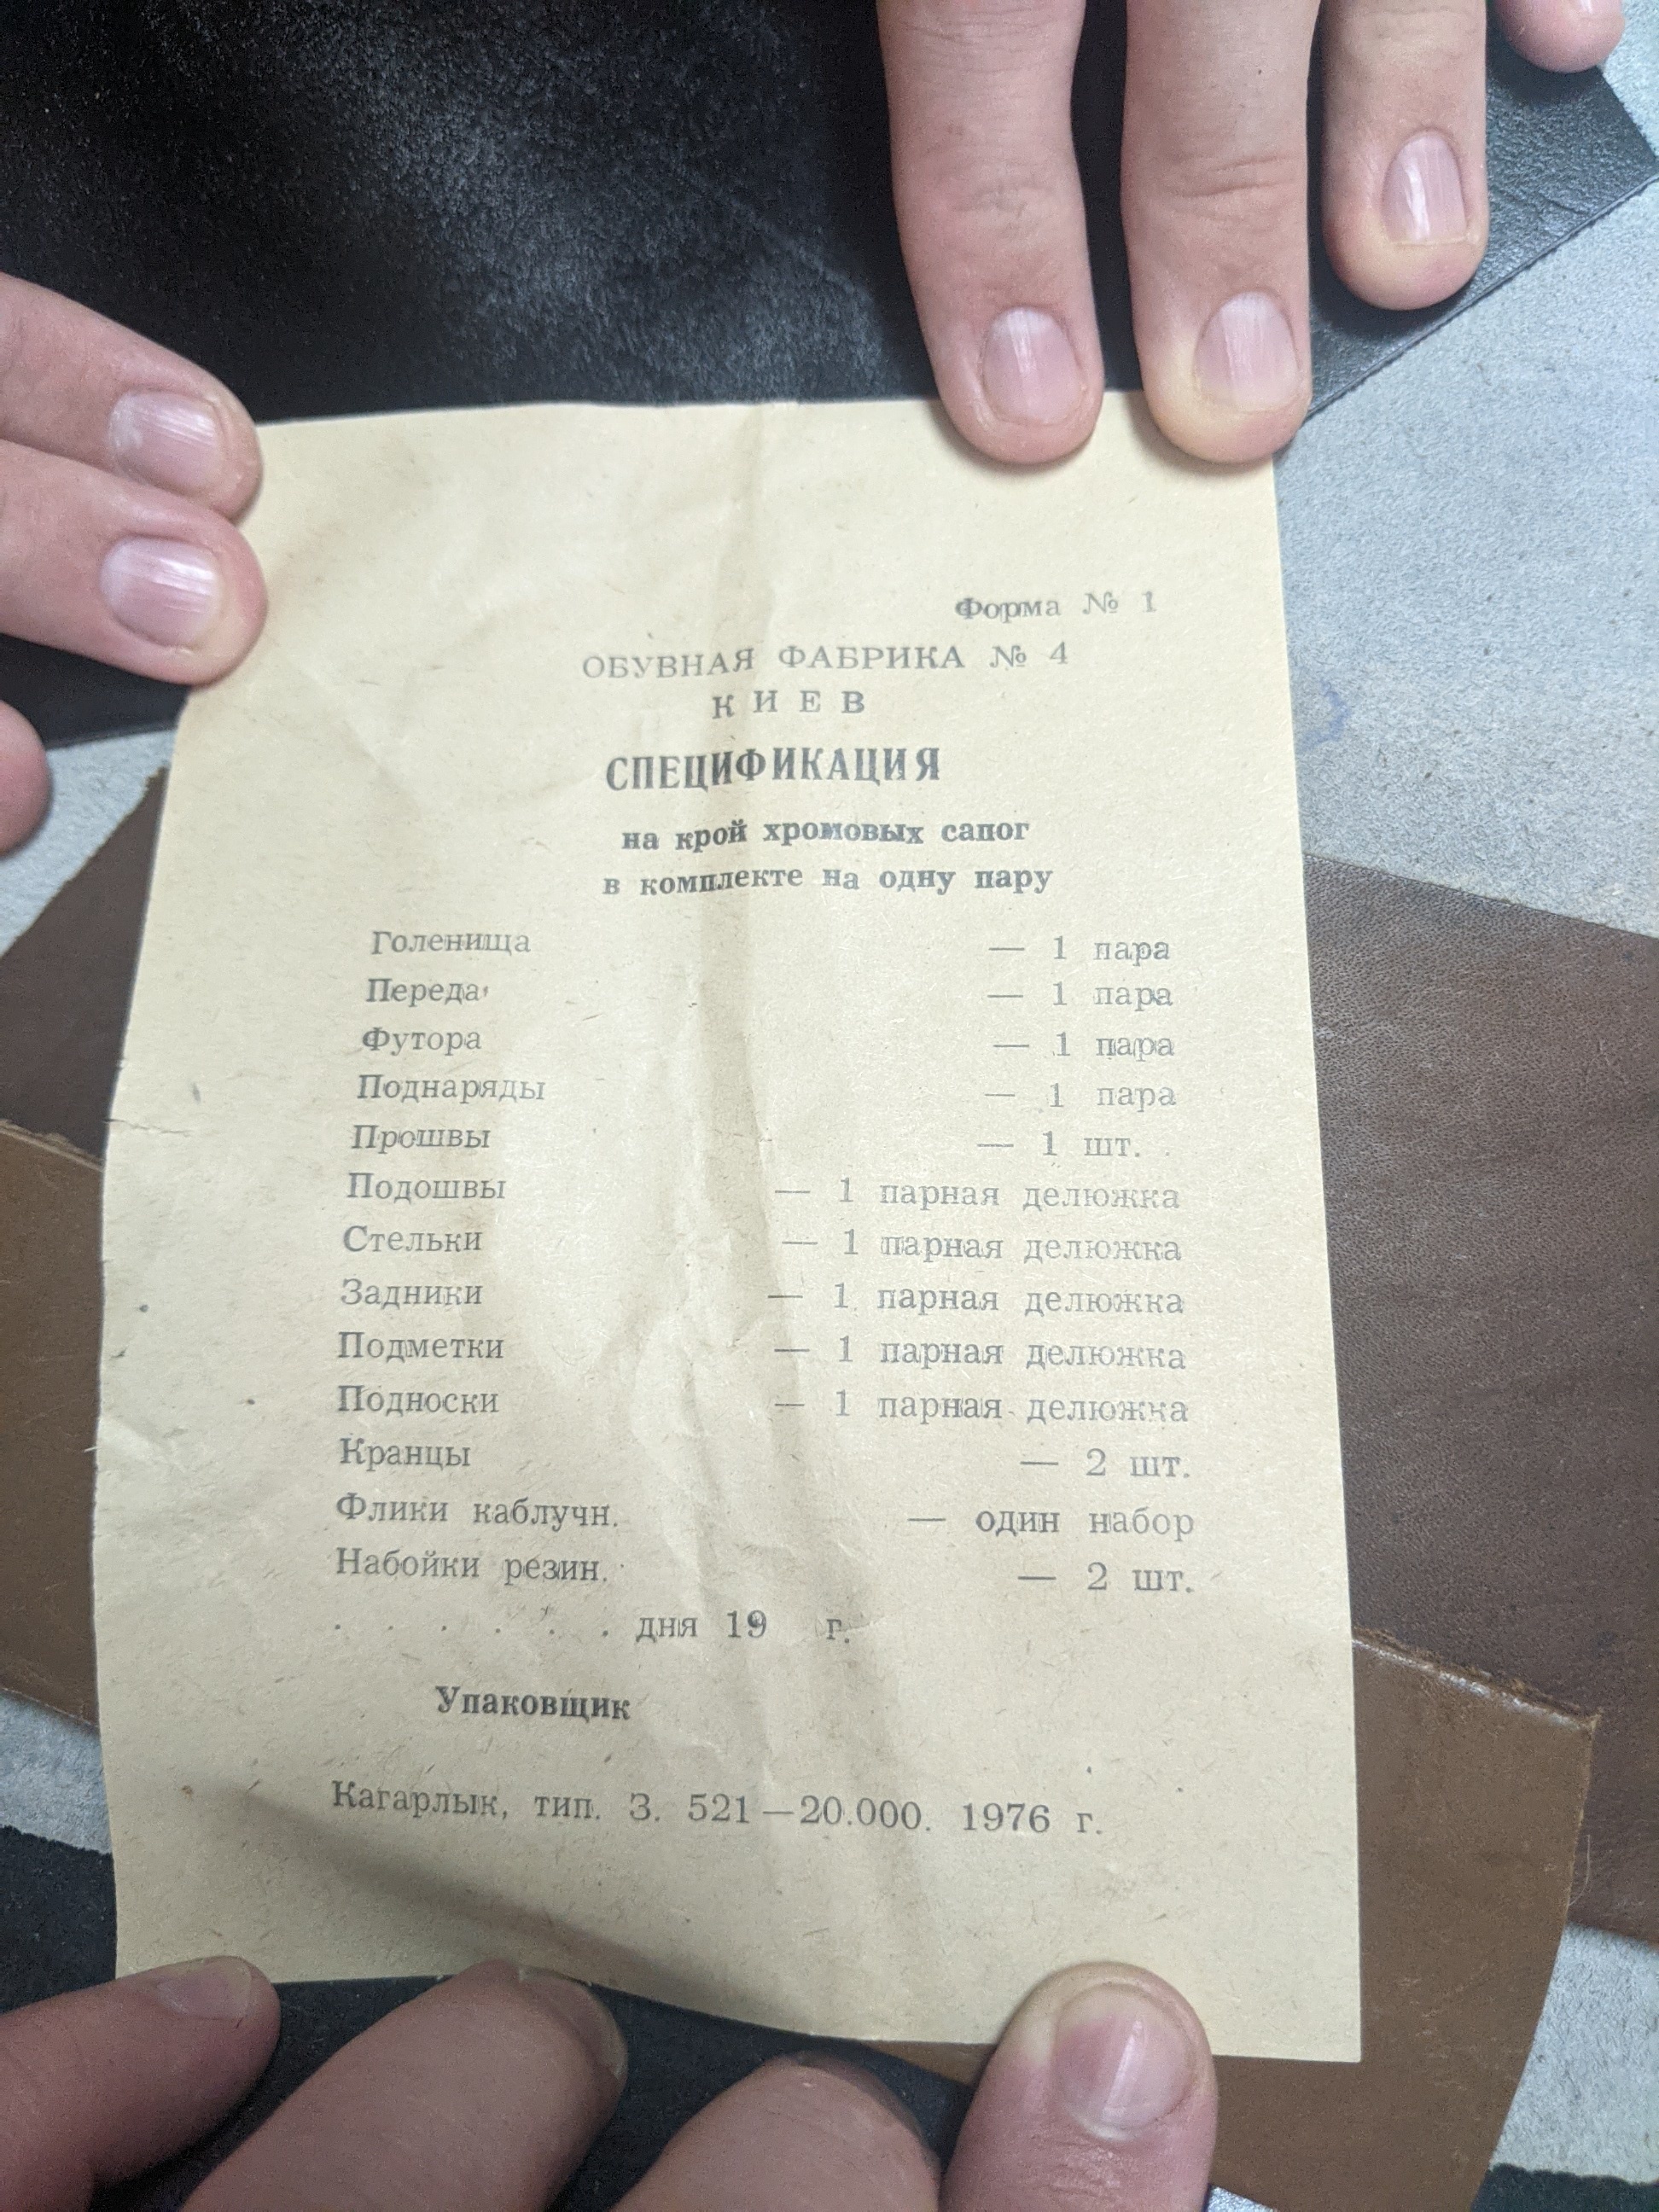 Форма № 1
ОБУВНАЯ ФАБРИКА № 4
КИЕВ
СПЕЦИФИКАЦИЯ
на крой хромовых сапог
в комплекте на одну пару
Голенища — 1 пара
Переда — 1 пара
Футора — 1 пара
Поднаряды — 1 пара
Прошвы — 1 шт.
Подошвы — 1 парная делюжка
Стельки — 1 парная делюжка
Задники — 1 парная делюжка
Подметки — 1 парная делюжка
Подноски — 1 парная делюжка
Кранцы — 2 шт.
Флики каблучн. — один набор
Набойки резин. — 2 шт.
. . . . . . дня 19 г.
Упаковщик
Кагарлык, тип. З. 521—20.000. 1976 г.